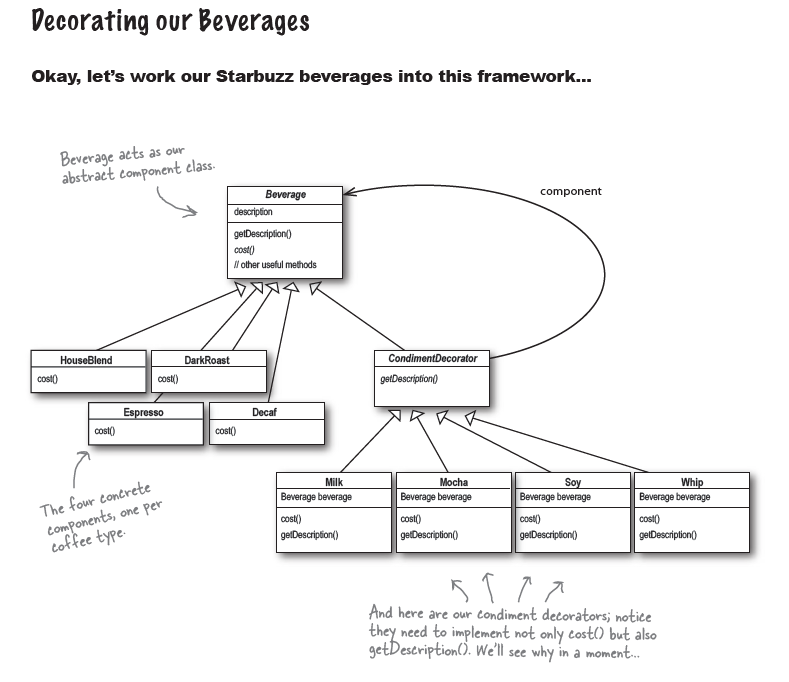 Decorating our Beverages
Okay, let's work our Starbuzz beverages into this framework...
Beverage acts as our
abstract component class.
component
Beverage
description
getDescription()
cost()
// other useful methods
HouseBlend
cost()
DarkRoast
cost()
CondimentDecorator
getDescription()
Espresso
cost()
Decaf
cost()
The four concrete
components, one per
coffee type.
Milk
Beverage beverage
cost()
getDescription()
Mocha
Beverage beverage
cost()
getDescription()
Soy
Beverage beverage
cost()
getDescription()
Whip
Beverage beverage
cost()
getDescription()
And here are our condiment decorators; notice
they need to implement not only cost() but also
getDescription(). We'll see why in a moment...